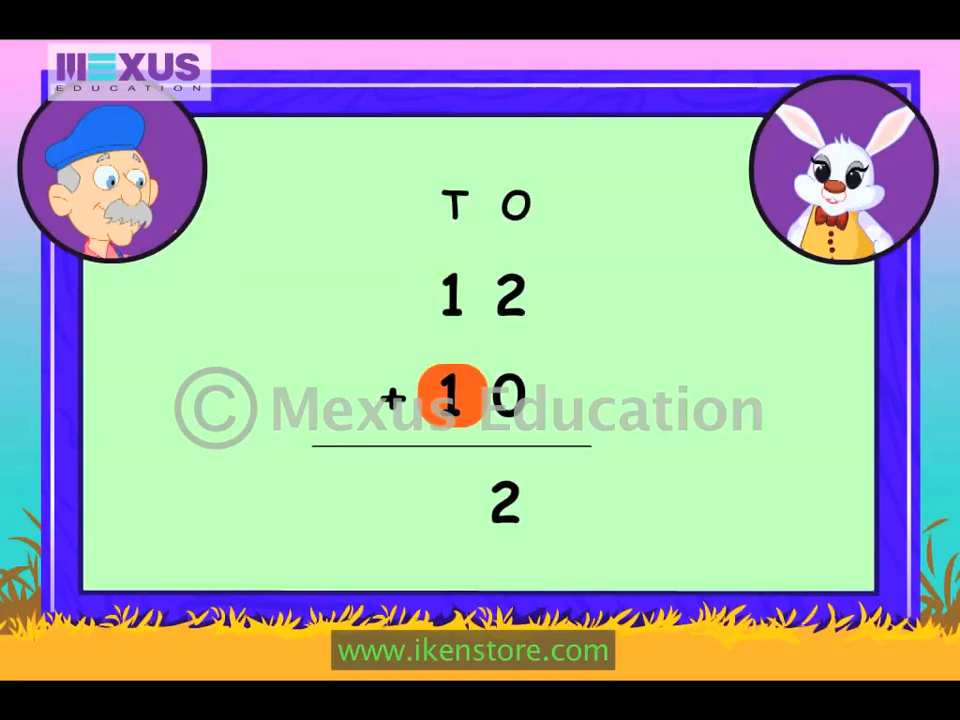 MEXUS
EDUCATION
T O
1 2
+ 1 0
© Mexus Education
2
www.ikenstore.com